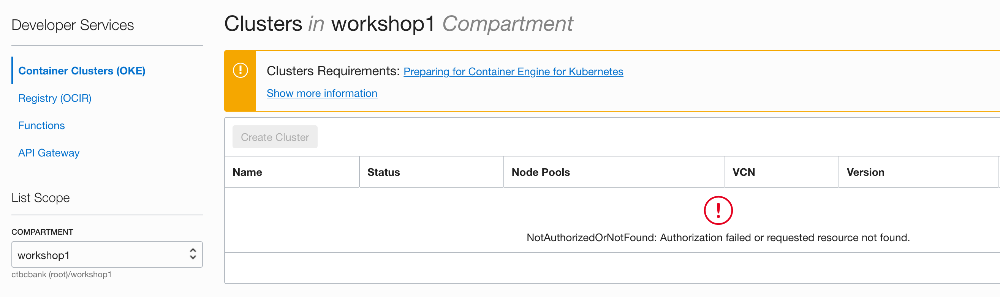 Developer Services
Container Clusters (OKE)
Registry (OCIR)
Functions
API Gateway
List Scope
COMPARTMENT
workshop1
ctbcbank (root)/workshop1
Clusters in workshop1 Compartment
Clusters Requirements: Preparing for Container Engine for Kubernetes
Show more information
Create Cluster
Name Status Node Pools VCN Version
NotAuthorizedOrNotFound: Authorization failed or requested resource not found.